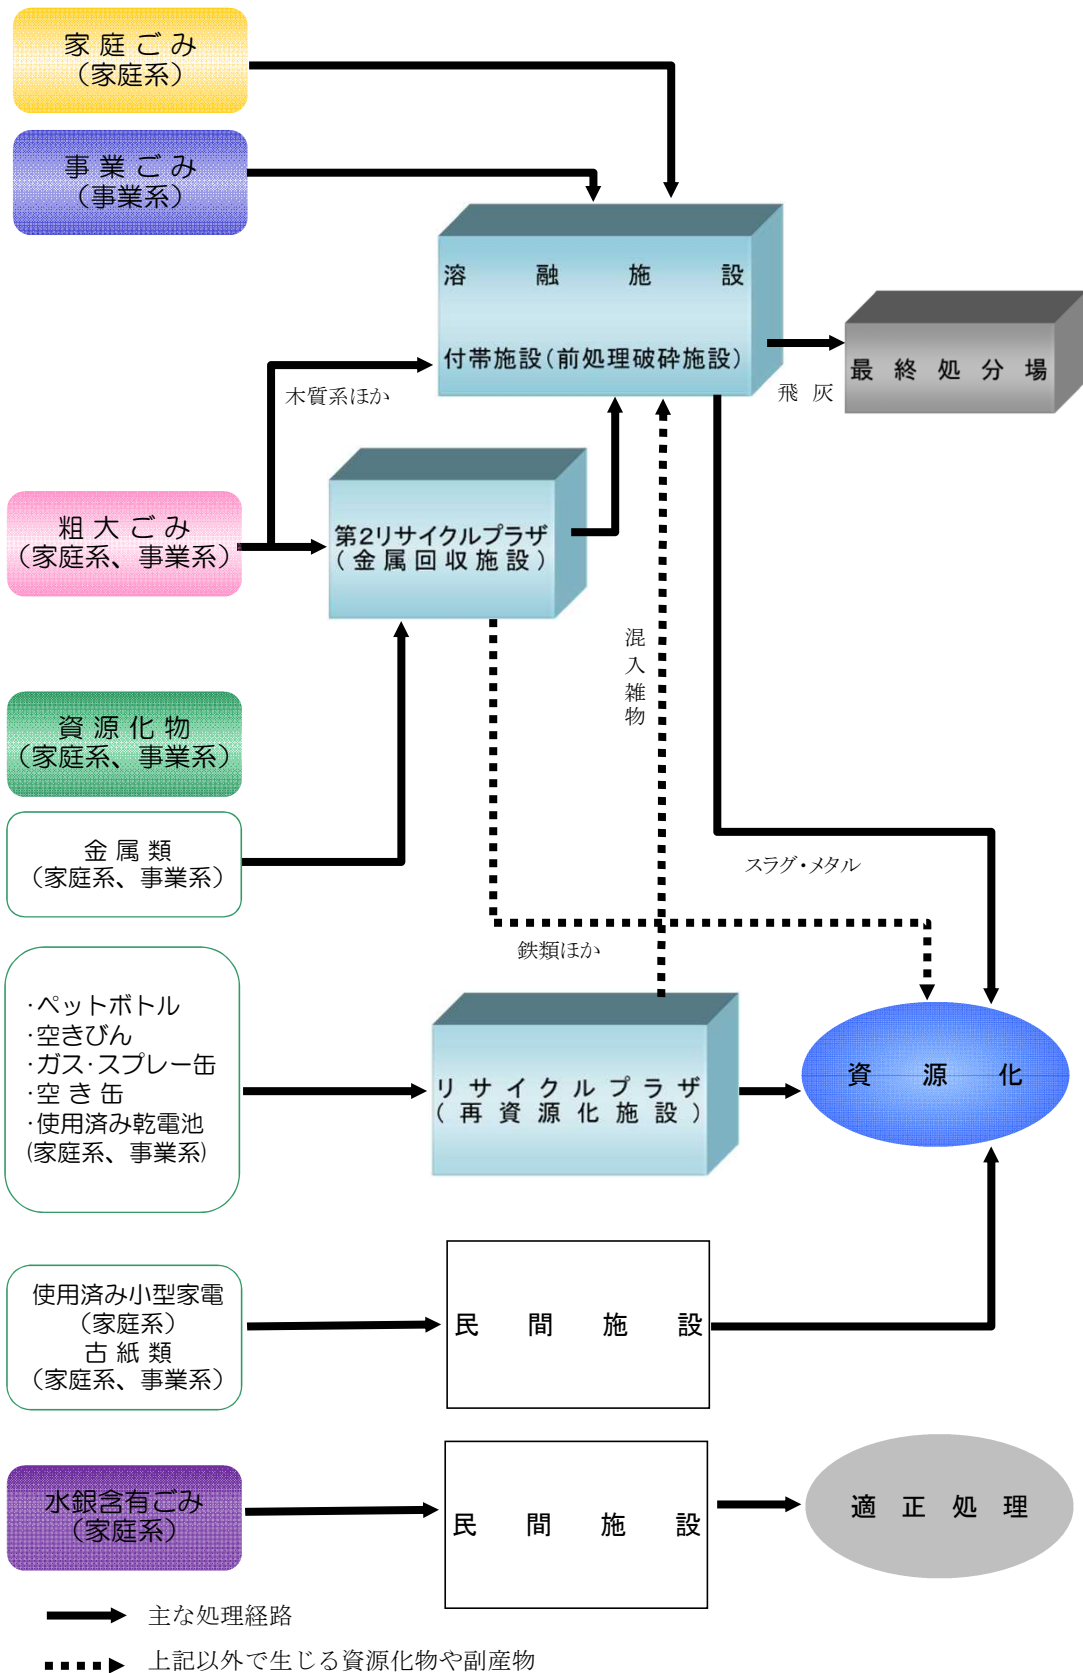 家庭ごみ
（家庭系）
事業ごみ
（事業系）
溶融施設
付帯施設（前処理破砕施設）
最終処分場
飛灰
木質系ほか
粗大ごみ
（家庭系、事業系）
第2リサイクルプラザ
（金属回収施設）
混入雑物
資源化物
（家庭系、事業系）
金属類
（家庭系、事業系）
スラグ・メタル
鉄類ほか
・ペットボトル
・空きびん
・ガス・スプレー缶
・空き缶
・使用済み乾電池
(家庭系、事業系)
リサイクルプラザ
（再資源化施設）
資源化
使用済み小型家電
（家庭系）
古紙類
（家庭系、事業系）
民間施設
水銀含有ごみ
（家庭系）
民間施設
適正処理
主な処理経路
上記以外で生じる資源化物や副産物